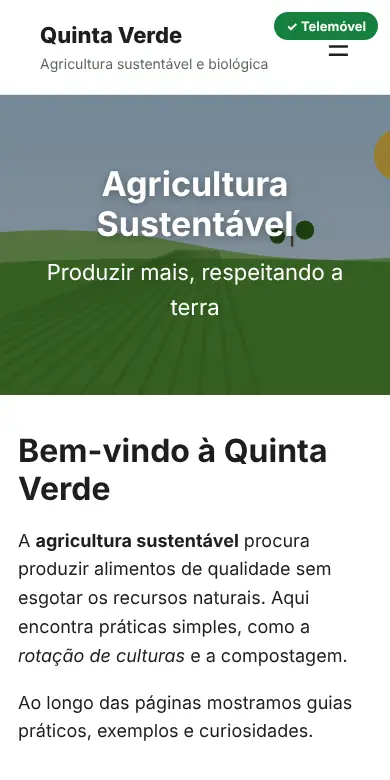 Quinta Verde
✓ Telemóvel
Agricultura sustentável e biológica
Agricultura
Sustentável
Produzir mais, respeitando a
terra
Bem-vindo à Quinta
Verde
A agricultura sustentável procura
produzir alimentos de qualidade sem
esgotar os recursos naturais. Aqui
encontra práticas simples, como a
rotação de culturas e a compostagem.
Ao longo das páginas mostramos guias
práticos, exemplos e curiosidades.